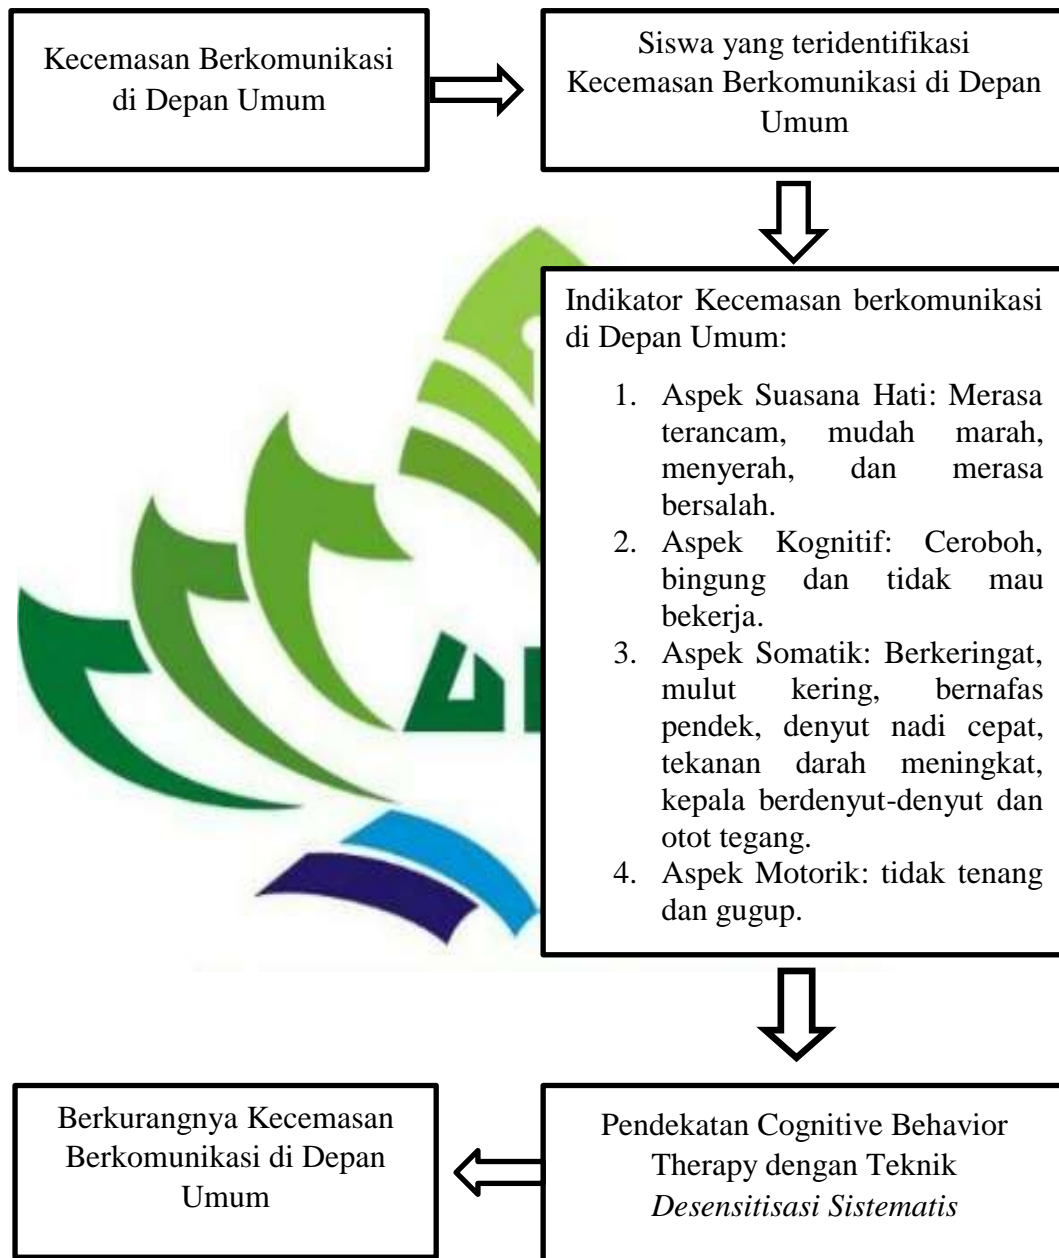 Kecemasan Berkomunikasi
di Depan Umum
Siswa yang teridentifikasi
Kecemasan Berkomunikasi di Depan
Umum
Indikator Kecemasan berkomunikasi
di Depan Umum:
1. Aspek Suasana Hati: Merasa
terancam, mudah marah,
menyerah, dan merasa
bersalah.
2. Aspek Kognitif: Ceroboh,
bingung dan tidak mau
bekerja.
3. Aspek Somatik: Berkeringat,
mulut kering, bernafas
pendek, denyut nadi cepat,
tekanan darah meningkat,
kepala berdenyut-denyut dan
otot tegang.
4. Aspek Motorik: tidak tenang
dan gugup.
Pendekatan Cognitive Behavior
Therapy dengan Teknik
Desensitisasi Sistematis
Berkurangnya Kecemasan
Berkomunikasi di Depan
Umum